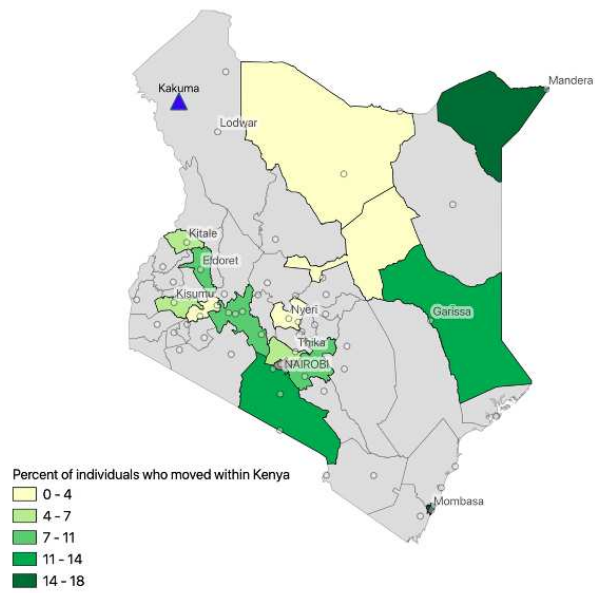 Mandera
Kakuma
Lodwar
Kitale
Eldoret
Kisumu
Nyeri
Garissa
Thika
NAIROBI
Percent of individuals who moved within Kenya
0 - 4
4 - 7
7 - 11
11 - 14
14 - 18
Mombasa